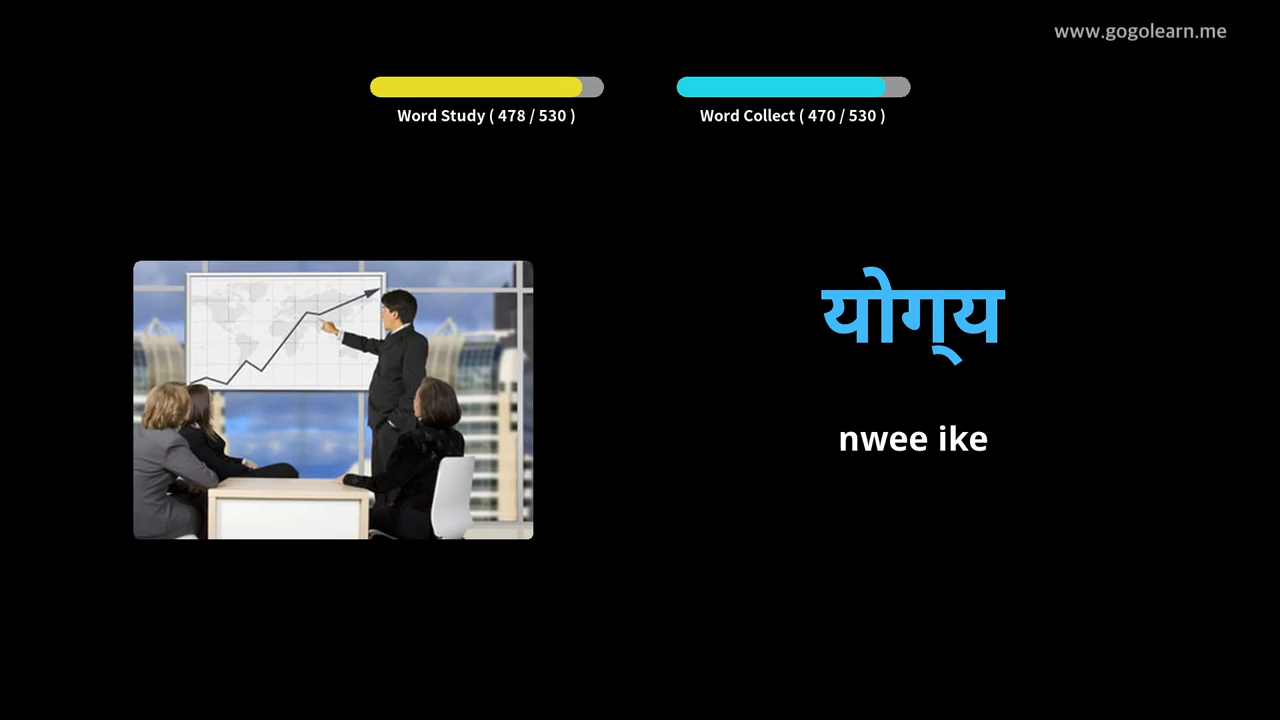 www.gogolearn.me
Word Study ( 478 / 530 )
Word Collect ( 470 / 530 )
योग्य
nwee ike